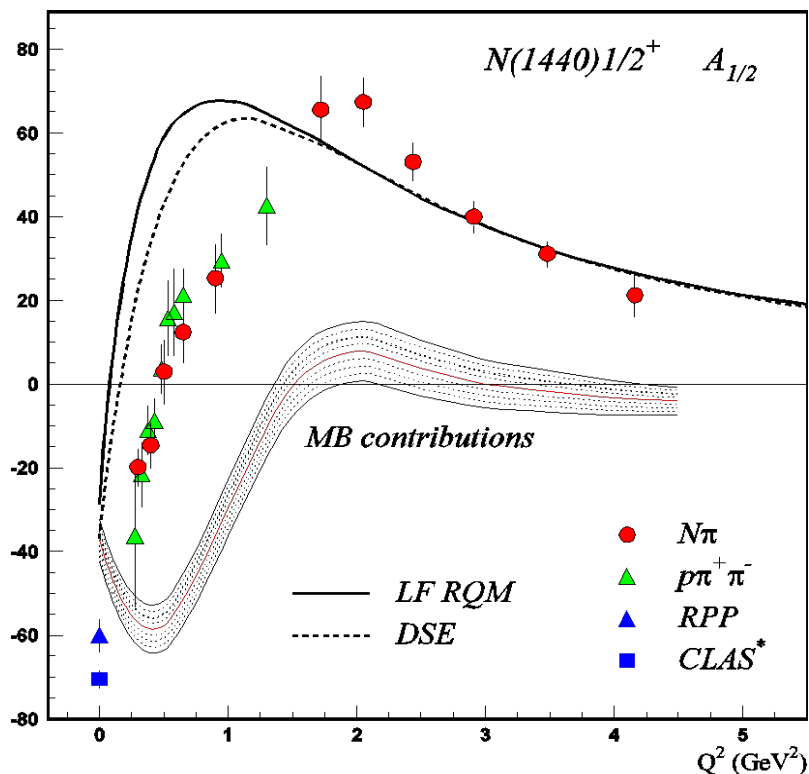 N(1440)1/2⁺ A₁/₂
80
60
40
20
0
-20
-40
-60
-80
MB contributions
LF RQM
DSE
Nπ
pπ⁺π⁻
RPP
CLAS*
0 1 2 3 4 5
Q² (GeV²)